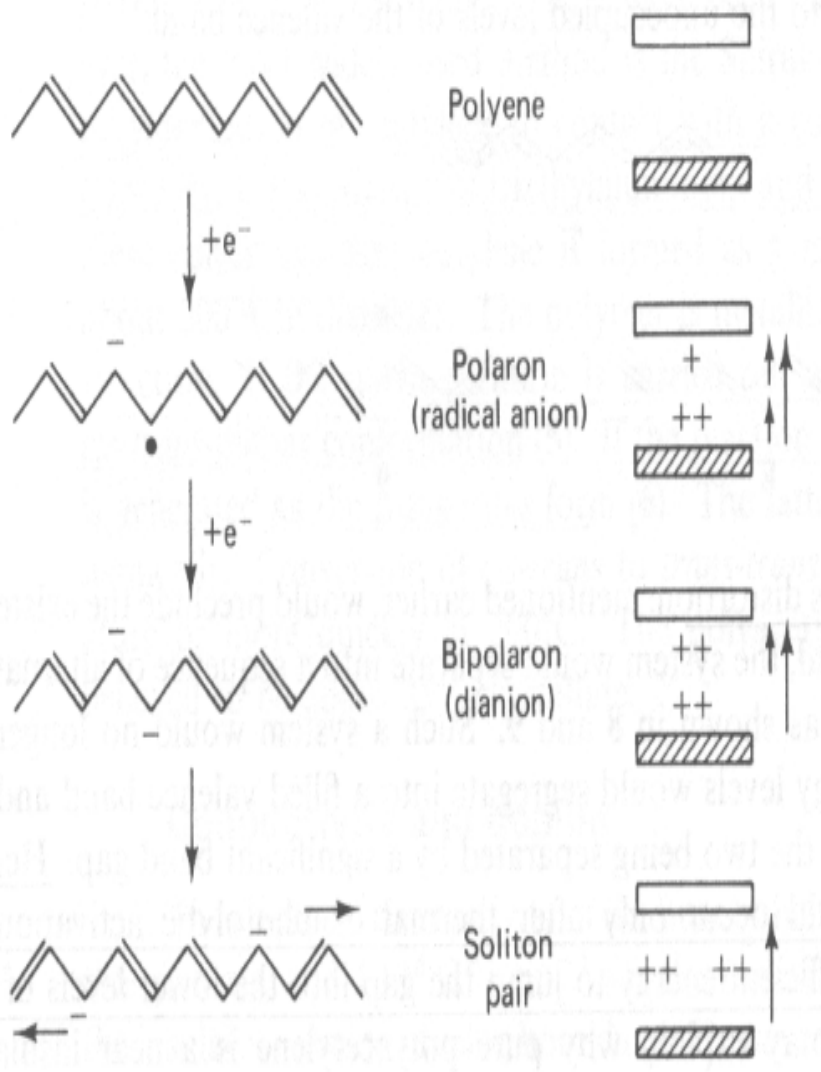 Polyene
+e⁻
−
Polaron
(radical anion)
+
++
+e⁻
−
Bipolaron
(dianion)
−
++
++
−
Soliton
pair
++ ++
−